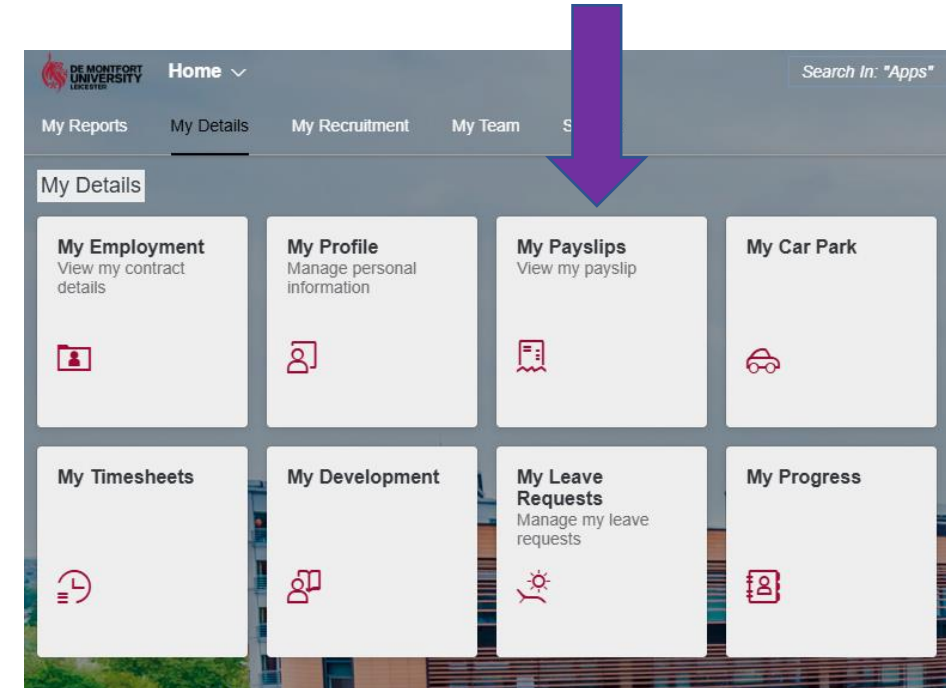 DE MONTFORT
UNIVERSITY
LEICESTER
Home
Search In: "Apps"
My Reports My Details My Recruitment My Team S
My Details
My Employment
View my contract
details
My Profile
Manage personal
information
My Payslips
View my payslip
My Car Park
My Timesheets
My Development
My Leave
Requests
Manage my leave
requests
My Progress